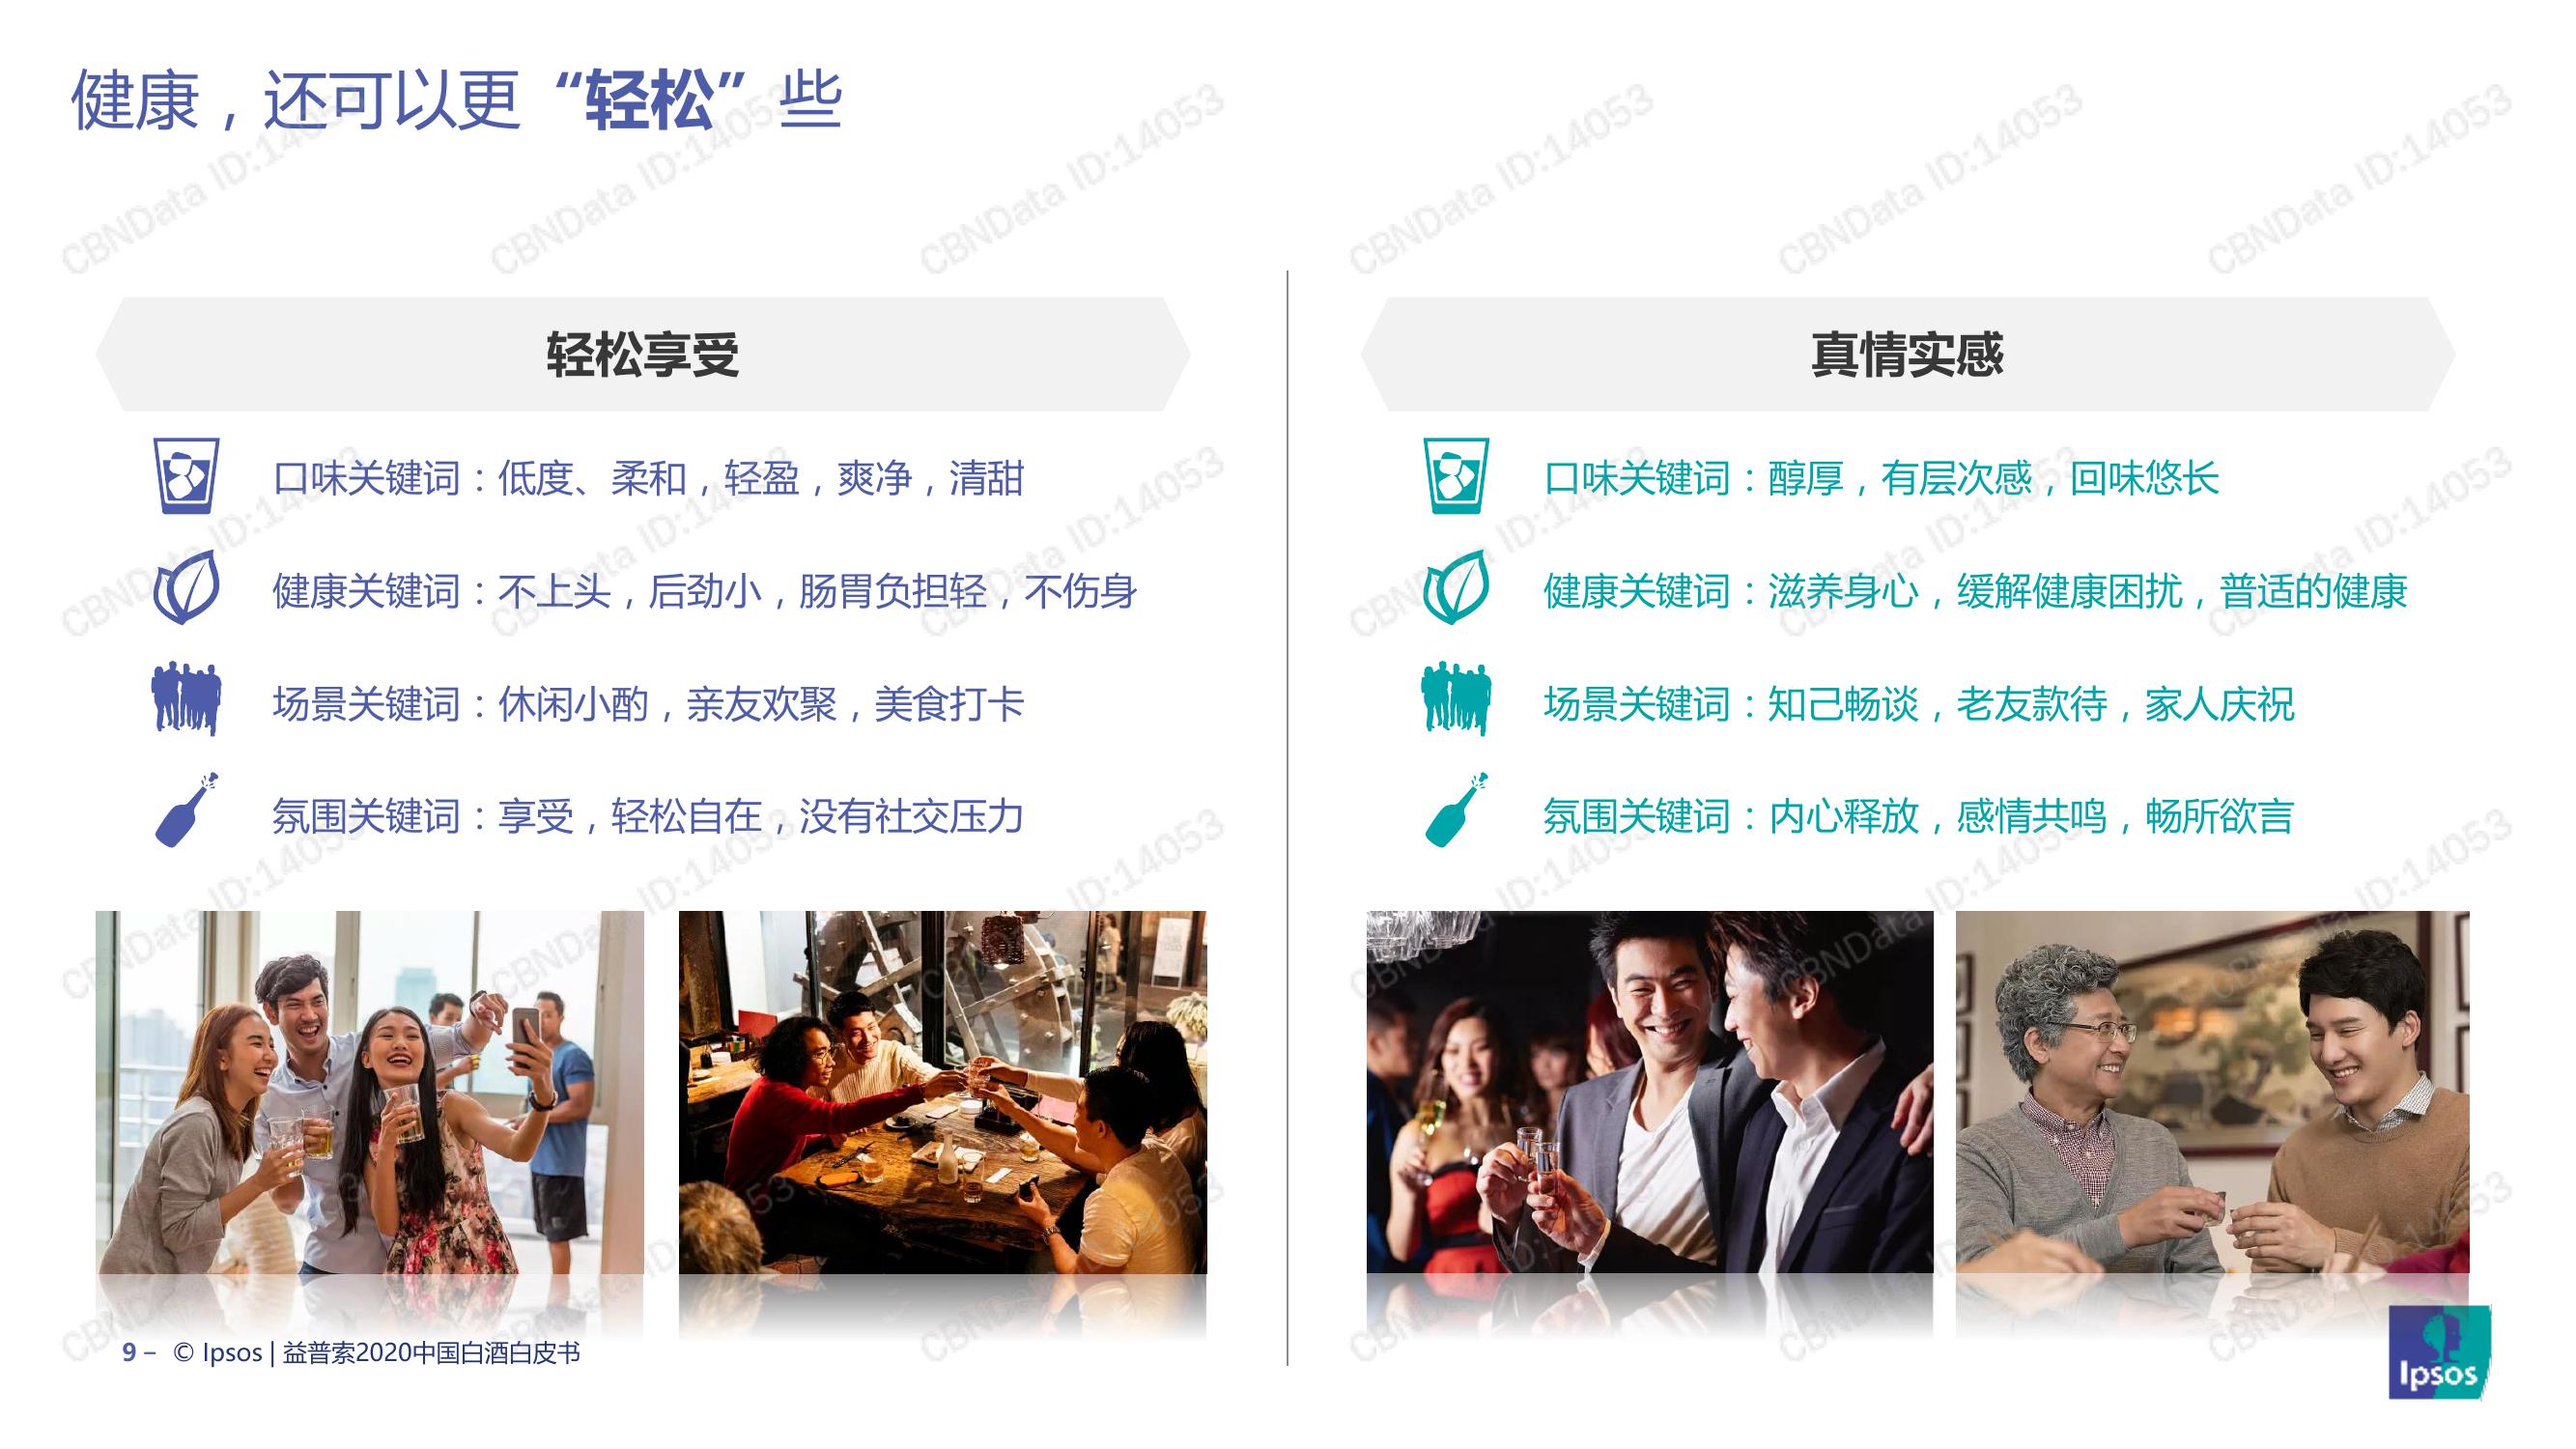 健康，还可以更“轻松”些
轻松享受
口味关键词：低度、柔和，轻盈，爽净，清甜
健康关键词：不上头，后劲小，肠胃负担轻，不伤身
场景关键词：休闲小酌，亲友欢聚，美食打卡
氛围关键词：享受，轻松自在，没有社交压力
真情实感
口味关键词：醇厚，有层次感，回味悠长
健康关键词：滋养身心，缓解健康困扰，普适的健康
场景关键词：知己畅谈，老友款待，家人庆祝
氛围关键词：内心释放，感情共鸣，畅所欲言
9 – © Ipsos | 益普索2020中国白酒白皮书
Ipsos
CBNData ID:14053